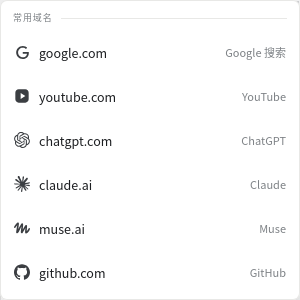 常用域名
google.com Google 搜索
youtube.com YouTube
chatgpt.com ChatGPT
claude.ai Claude
muse.ai Muse
github.com GitHub